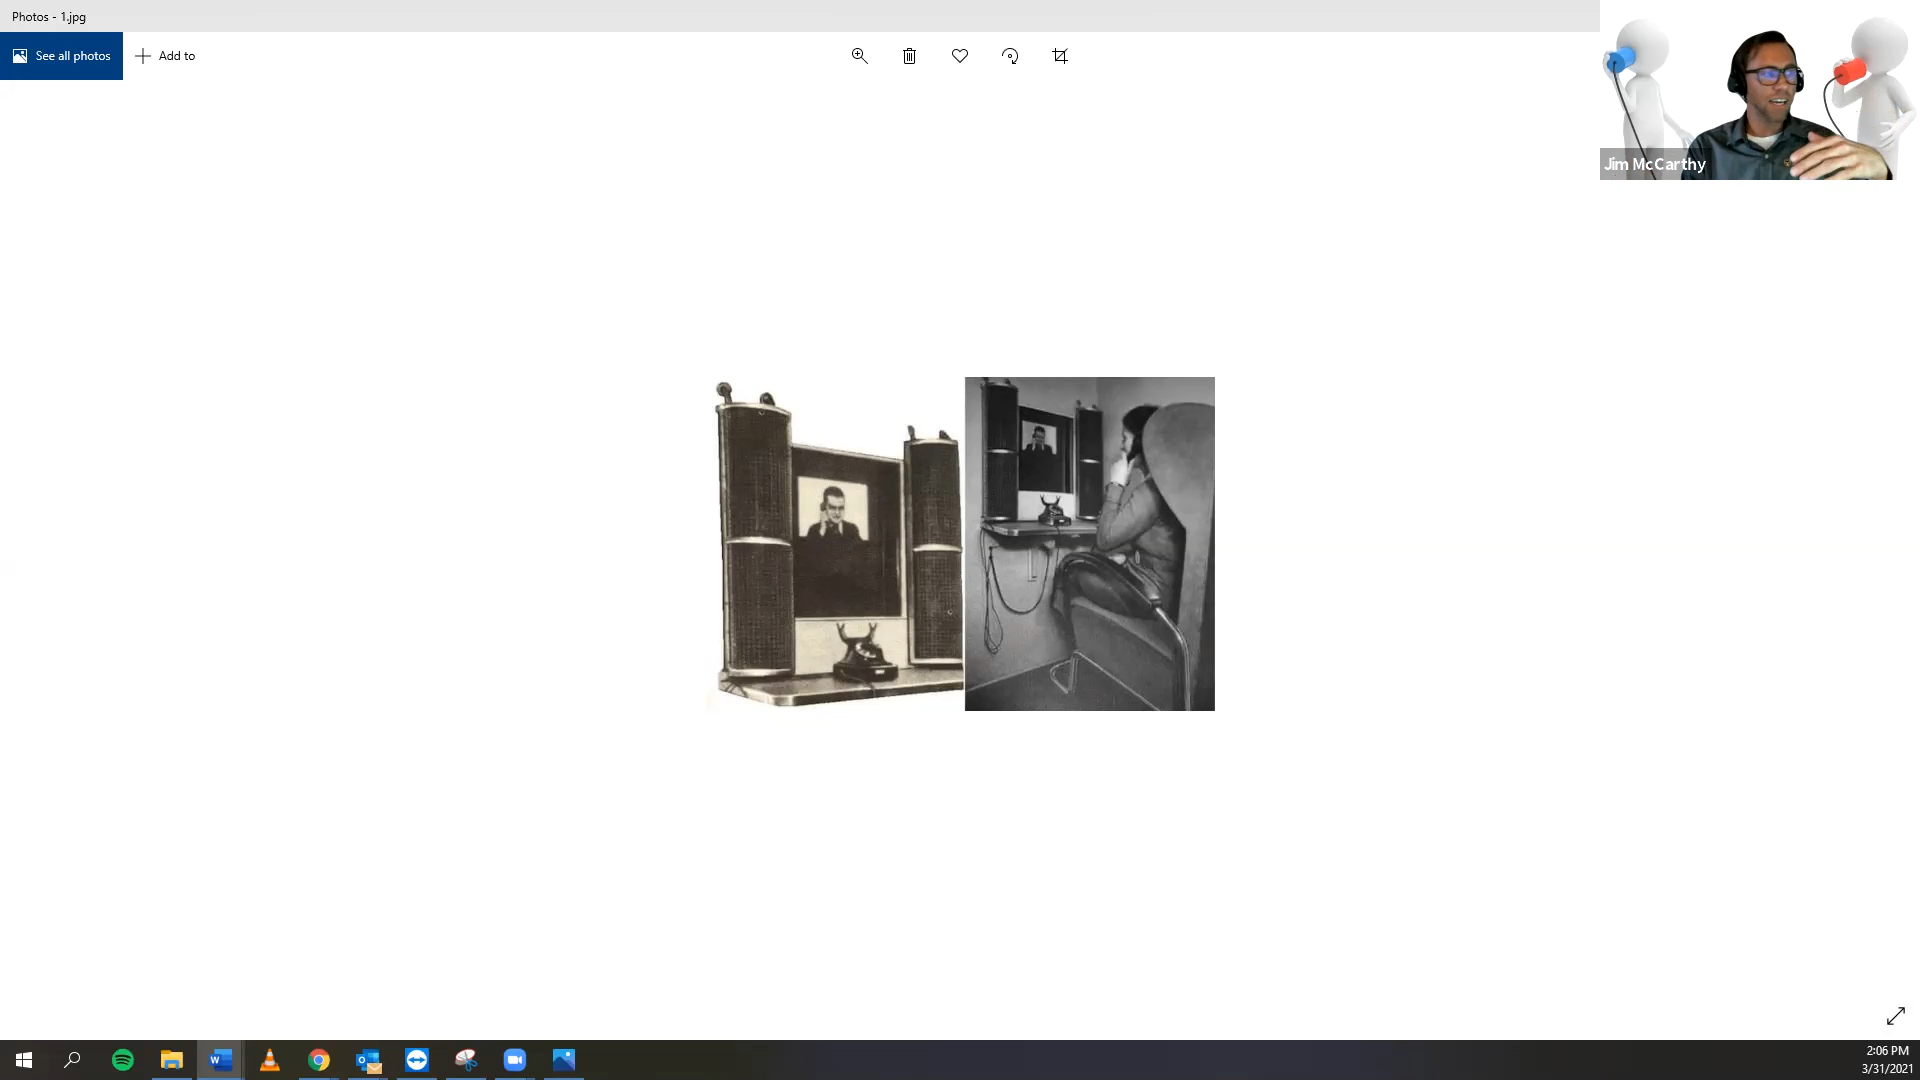 Photos - 1.jpg
See all photos
Add to
Jim McCarthy
2:06 PM
3/31/2021